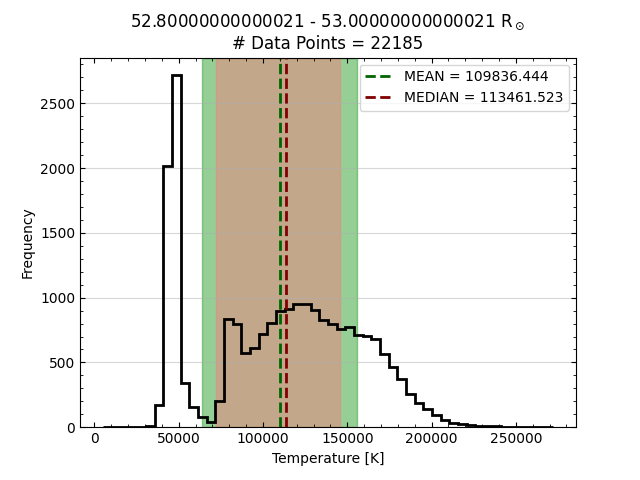 52.80000000000021 - 53.00000000000021 R⊙
# Data Points = 22185
MEAN = 109836.444
MEDIAN = 113461.523
Frequency
2500
2000
1500
1000
500
0
0 50000 100000 150000 200000 250000
Temperature [K]